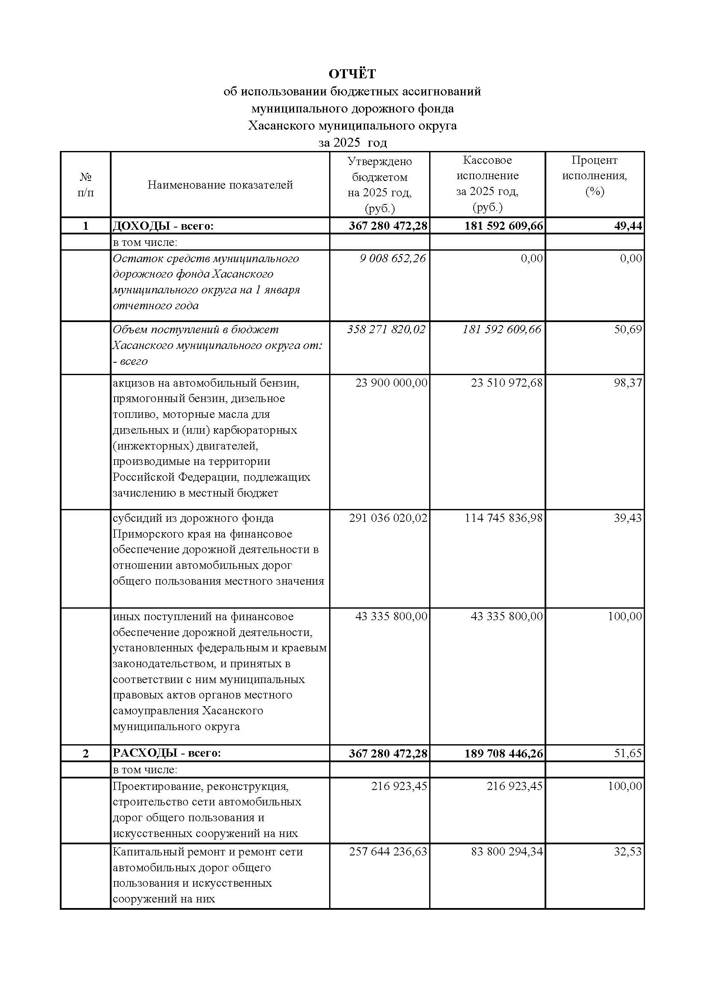 ОТЧЁТ
об использовании бюджетных ассигнований
муниципального дорожного фонда
Хасанского муниципального округа
за 2025 год
№
п/п
Наименование показателей
Утверждено
бюджетом
на 2025 год,
(руб.)
Кассовое
исполнение
за 2025 год,
(руб.)
Процент
исполнения,
(%)
1 ДОХОДЫ - всего: 367 280 472,28 181 592 609,66 49,44
в том числе:
Остаток средств муниципального 9 008 652,26 0,00 0,00
дорожного фонда Хасанского
муниципального округа на 1 января
отчетного года
Объем поступлений в бюджет 358 271 820,02 181 592 609,66 50,69
Хасанского муниципального округа от:
- всего
акцизов на автомобильный бензин, 23 900 000,00 23 510 972,68 98,37
прямогонный бензин, дизельное
топливо, моторные масла для
дизельных и (или) карбюраторных
(инжекторных) двигателей,
производимые на территории
Российской Федерации, подлежащих
зачислению в местный бюджет
субсидий из дорожного фонда 291 036 020,02 114 745 836,98 39,43
Приморского края на финансовое
обеспечение дорожной деятельности в
отношении автомобильных дорог
общего пользования местного значения
иных поступлений на финансовое 43 335 800,00 43 335 800,00 100,00
обеспечение дорожной деятельности,
установленных федеральным и краевым
законодательством, и принятых в
соответствии с ним муниципальных
правовых актов органов местного
самоуправления Хасанского
муниципального округа
2 РАСХОДЫ - всего: 367 280 472,28 189 708 446,26 51,65
в том числе:
Проектирование, реконструкция, 216 923,45 216 923,45 100,00
строительство сети автомобильных
дорог общего пользования и
искусственных сооружений на них
Капитальный ремонт и ремонт сети 257 644 236,63 83 800 294,34 32,53
автомобильных дорог общего
пользования и искусственных
сооружений на них